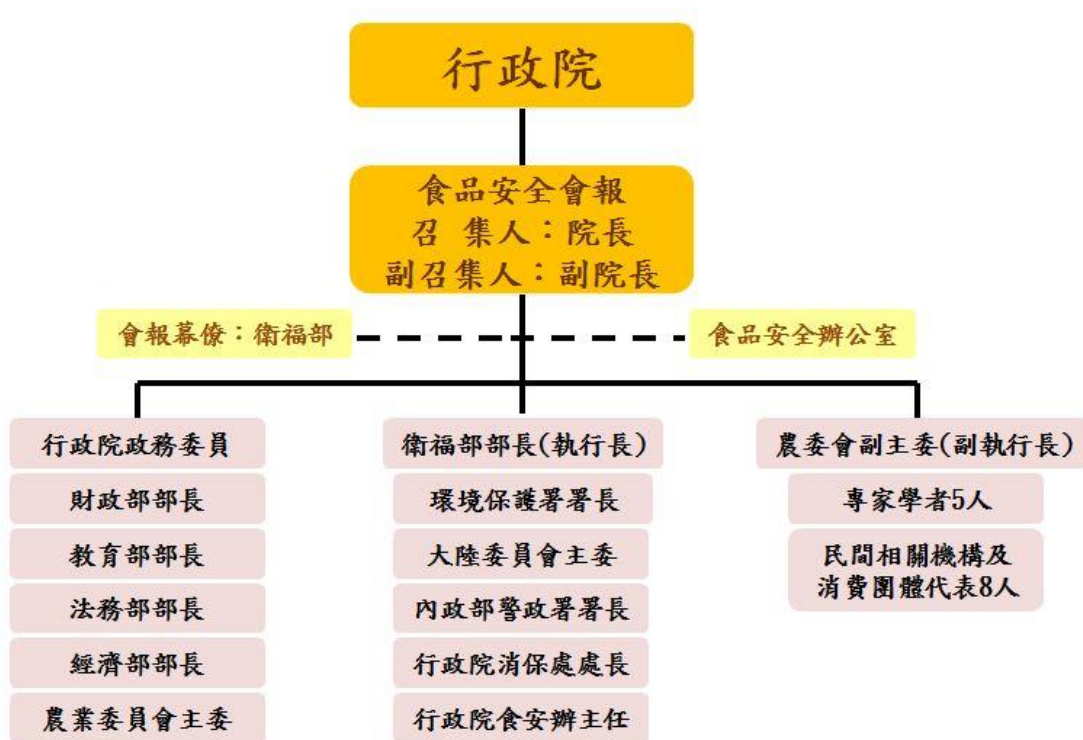 行政院
食品安全會報
召 集人：院長
副召集人：副院長
會報幕僚：衛福部
食品安全辦公室
行政院政務委員
財政部部長
教育部部長
法務部部長
經濟部部長
農業委員會主委
衛福部部長(執行長)
環境保護署署長
大陸委員會主委
內政部警政署署長
行政院消保處處長
行政院食安辦主任
農委會副主委(副執行長)
專家學者5人
民間相關機構及
消費團體代表8人